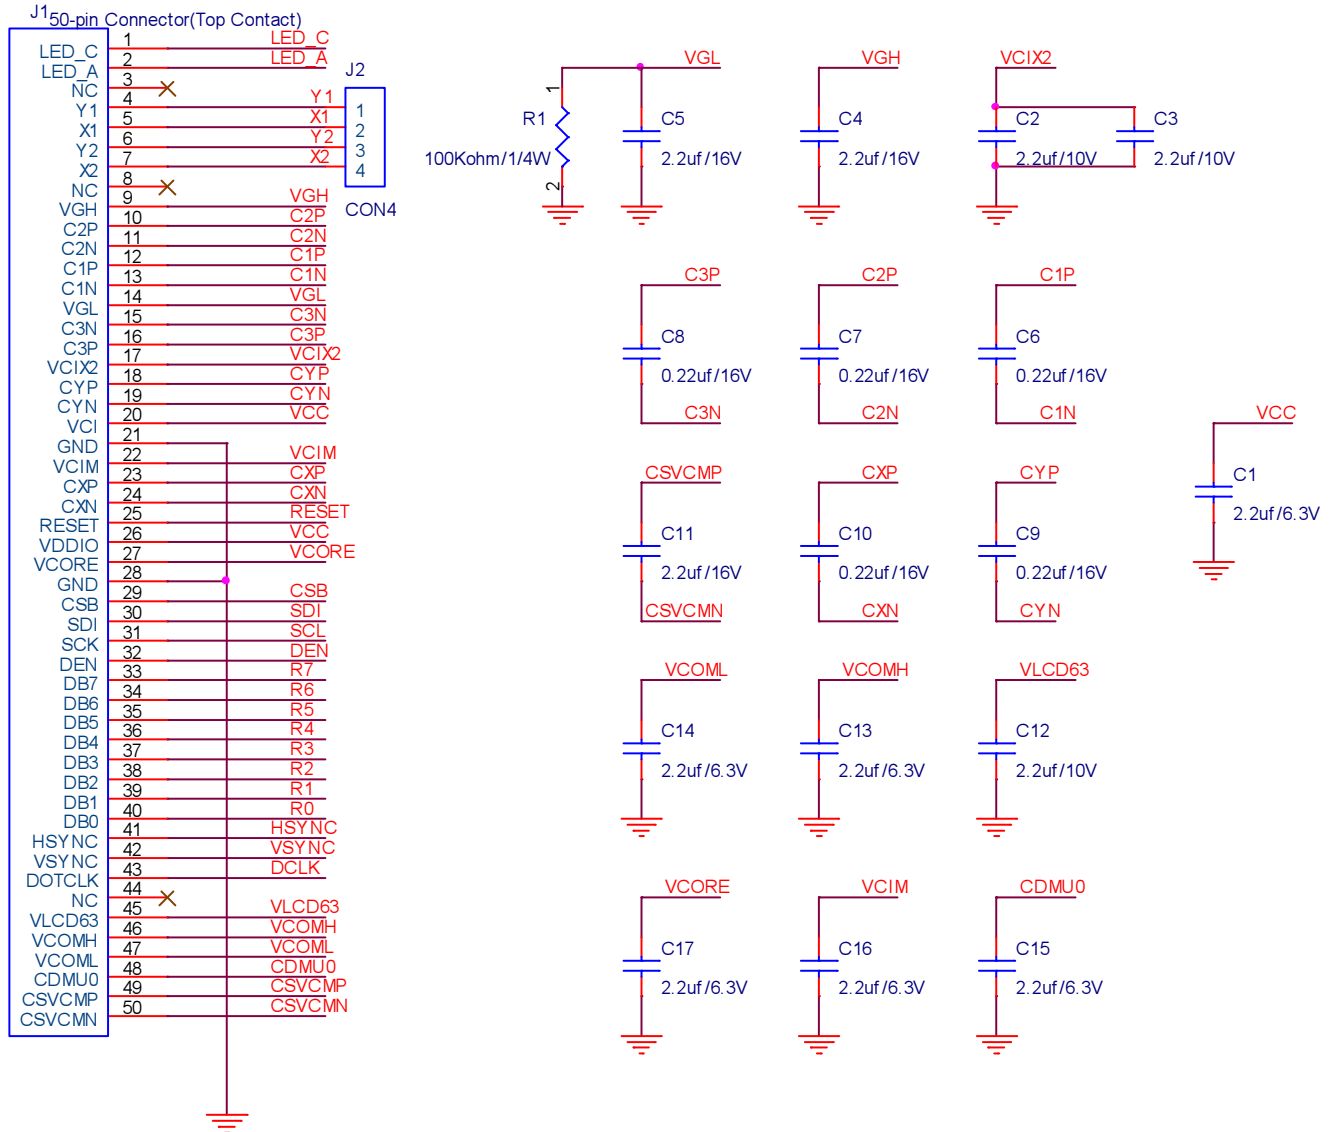 J1 50-pin Connector(Top Contact)
LED_C 1 LED_C
LED_A 2 LED_A
NC 3
Y1 4 Y1
X1 5 X1
Y2 6 Y2
X2 7 X2
NC 8
VGH 9 VGH
C2P 10 C2P
C2N 11 C2N
C1P 12 C1P
C1N 13 C1N
VGL 14 VGL
C3N 15 C3N
C3P 16 C3P
VCIX2 17 VCIX2
CYP 18 CYP
CYN 19 CYN
VCI 20 VCC
GND 21
VCIM 22 VCIM
CXP 23 CXP
CXN 24 CXN
RESET 25 RESET
VDDIO 26 VCC
VCORE 27 VCORE
GND 28
CSB 29 CSB
SDI 30 SDI
SCK 31 SCL
DEN 32 DEN
DB7 33 R7
DB6 34 R6
DB5 35 R5
DB4 36 R4
DB3 37 R3
DB2 38 R2
DB1 39 R1
DB0 40 R0
HSYNC 41 HSYNC
VSYNC 42 VSYNC
DOTCLK 43 DCLK
NC 44
VLCD63 45 VLCD63
VCOMH 46 VCOMH
VCOML 47 VCOML
CDMU0 48 CDMU0
CSVCMP 49 CSVCMP
CSVCMN 50 CSVCMN
J2
1
2
3
4
CON4
VGL
1
R1
100Kohm/1/4W
2
C5
2.2uf/16V
VGH
C4
2.2uf/16V
VCIX2
C2
2.2uf/10V
C3
2.2uf/10V
C3P
C8
0.22uf/16V
C3N
C2P
C7
0.22uf/16V
C2N
C1P
C6
0.22uf/16V
C1N
VCC
C1
2.2uf/6.3V
CSVCMP
C11
2.2uf/16V
CSVCMN
CXP
C10
0.22uf/16V
CXN
CYP
C9
0.22uf/16V
CYN
VCOML
C14
2.2uf/6.3V
VCOMH
C13
2.2uf/6.3V
VLCD63
C12
2.2uf/10V
VCORE
C17
2.2uf/6.3V
VCIM
C16
2.2uf/6.3V
CDMU0
C15
2.2uf/6.3V